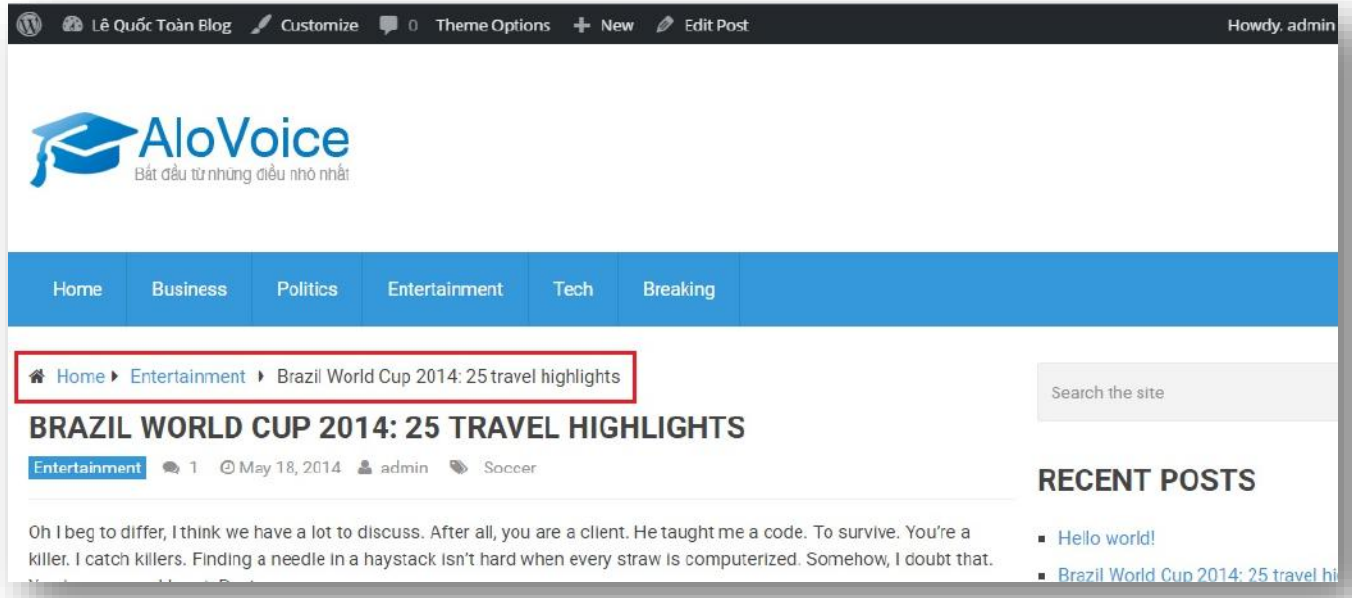 Lê Quốc Toàn Blog Customize 0 Theme Options New Edit Post Howdy. admin
AloVoice
Bắt đầu từ những điều nhỏ nhất
Home Business Politics Entertainment Tech Breaking
Home Entertainment Brazil World Cup 2014: 25 travel highlights
Search the site
BRAZIL WORLD CUP 2014: 25 TRAVEL HIGHLIGHTS
Entertainment 1 May 18, 2014 admin Soccer
RECENT POSTS
Oh I beg to differ, I think we have a lot to discuss. After all, you are a client. He taught me a code. To survive. You're a
killer. I catch killers. Finding a needle in a haystack isn't hard when every straw is computerized. Somehow, I doubt that.
Hello world!
Brazil World Cup 2014: 25 travel